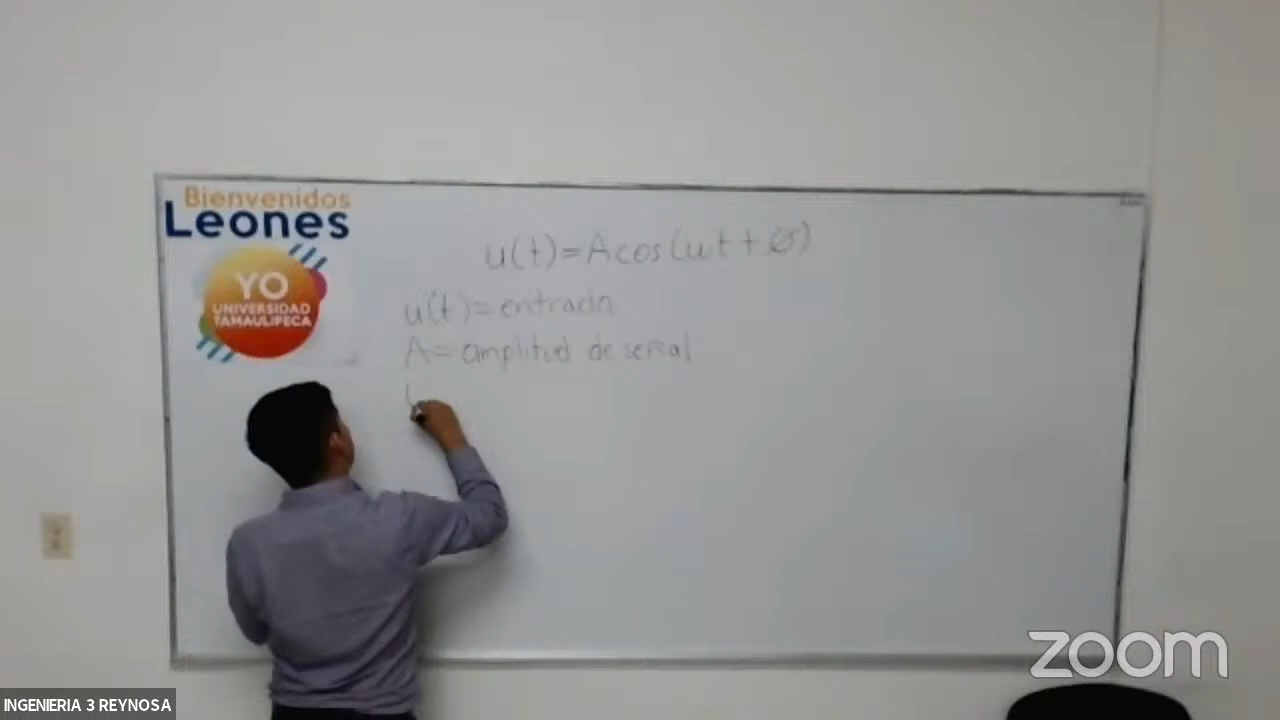 Bienvenidos
Leones
YO
UNIVERSIDAD
TAMAULIPECA
u(t)=Acos(ωt+ø)
u(t)=entrada
A=amplitud de señal
zoom
INGENIERIA 3 REYNOSA